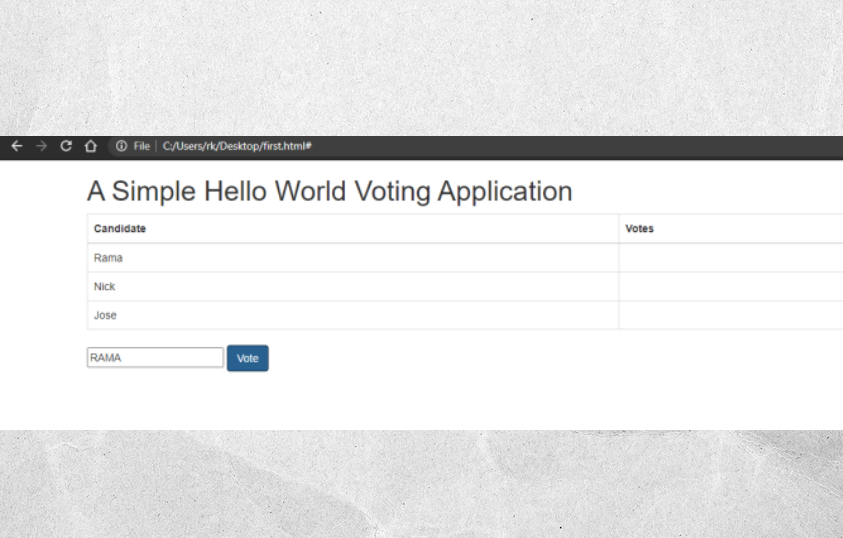 File | C:/Users/rk/Desktop/first.html#
A Simple Hello World Voting Application
Candidate Votes
Rama
Nick
Jose
RAMA Vote